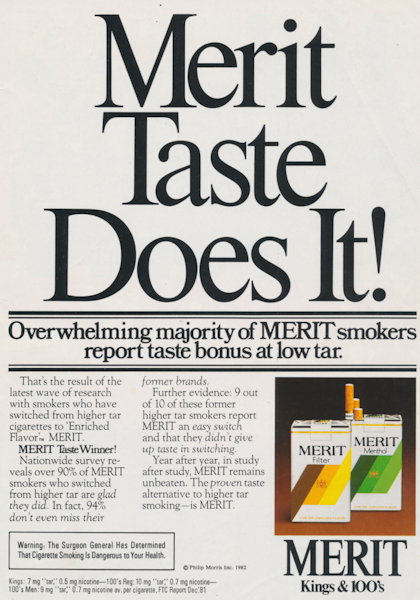 Merit
Taste
Does It!
Overwhelming majority of MERIT smokers
report taste bonus at low tar.
That's the result of the
latest wave of research
with smokers who have
switched from higher tar
cigarettes to 'Enriched
Flavor'™ MERIT.
MERIT Taste Winner!
Nationwide survey re-
veals over 90% of MERIT
smokers who switched
from higher tar are glad
they did. In fact, 94%
don't even miss their
former brands.
Further evidence: 9 out
of 10 of these former
higher tar smokers report
MERIT an easy switch
and that they didn't give
up taste in switching.
Year after year, in study
after study, MERIT remains
unbeaten. The proven taste
alternative to higher tar
smoking—is MERIT.
MERIT
Filter
MERIT
Menthol
MERIT
Kings & 100's
Warning: The Surgeon General Has Determined
That Cigarette Smoking Is Dangerous to Your Health.
© Philip Morris Inc. 1982
Kings: 7 mg "tar," 0.5 mg nicotine—100's Reg: 10 mg "tar," 0.7 mg nicotine—
100's Men: 9 mg "tar," 0.7 mg nicotine av. per cigarette, FTC Report Dec.'81